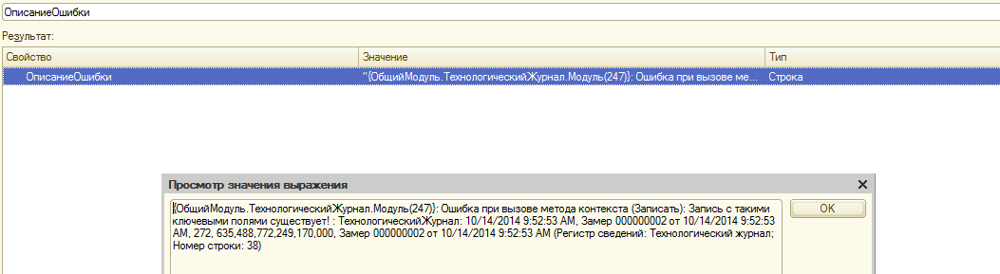 ОписаниеОшибки
Результат:
Свойство Значение Тип
ОписаниеОшибки "{ОбщийМодуль.ТехнологическийЖурнал.Модуль(247)}: Ошибка при вызове ме... Строка
Просмотр значения выражения
{ОбщийМодуль.ТехнологическийЖурнал.Модуль(247)}: Ошибка при вызове метода контекста (Записать): Запись с такими
ключевыми полями существует! : ТехнологическийЖурнал: 10/14/2014 9:52:53 AM, Замер 000000002 от 10/14/2014 9:52:53
AM, 272, 635,488,772,249,170,000, Замер 000000002 от 10/14/2014 9:52:53 AM (Регистр сведений: Технологический журнал;
Номер строки: 38)
OK